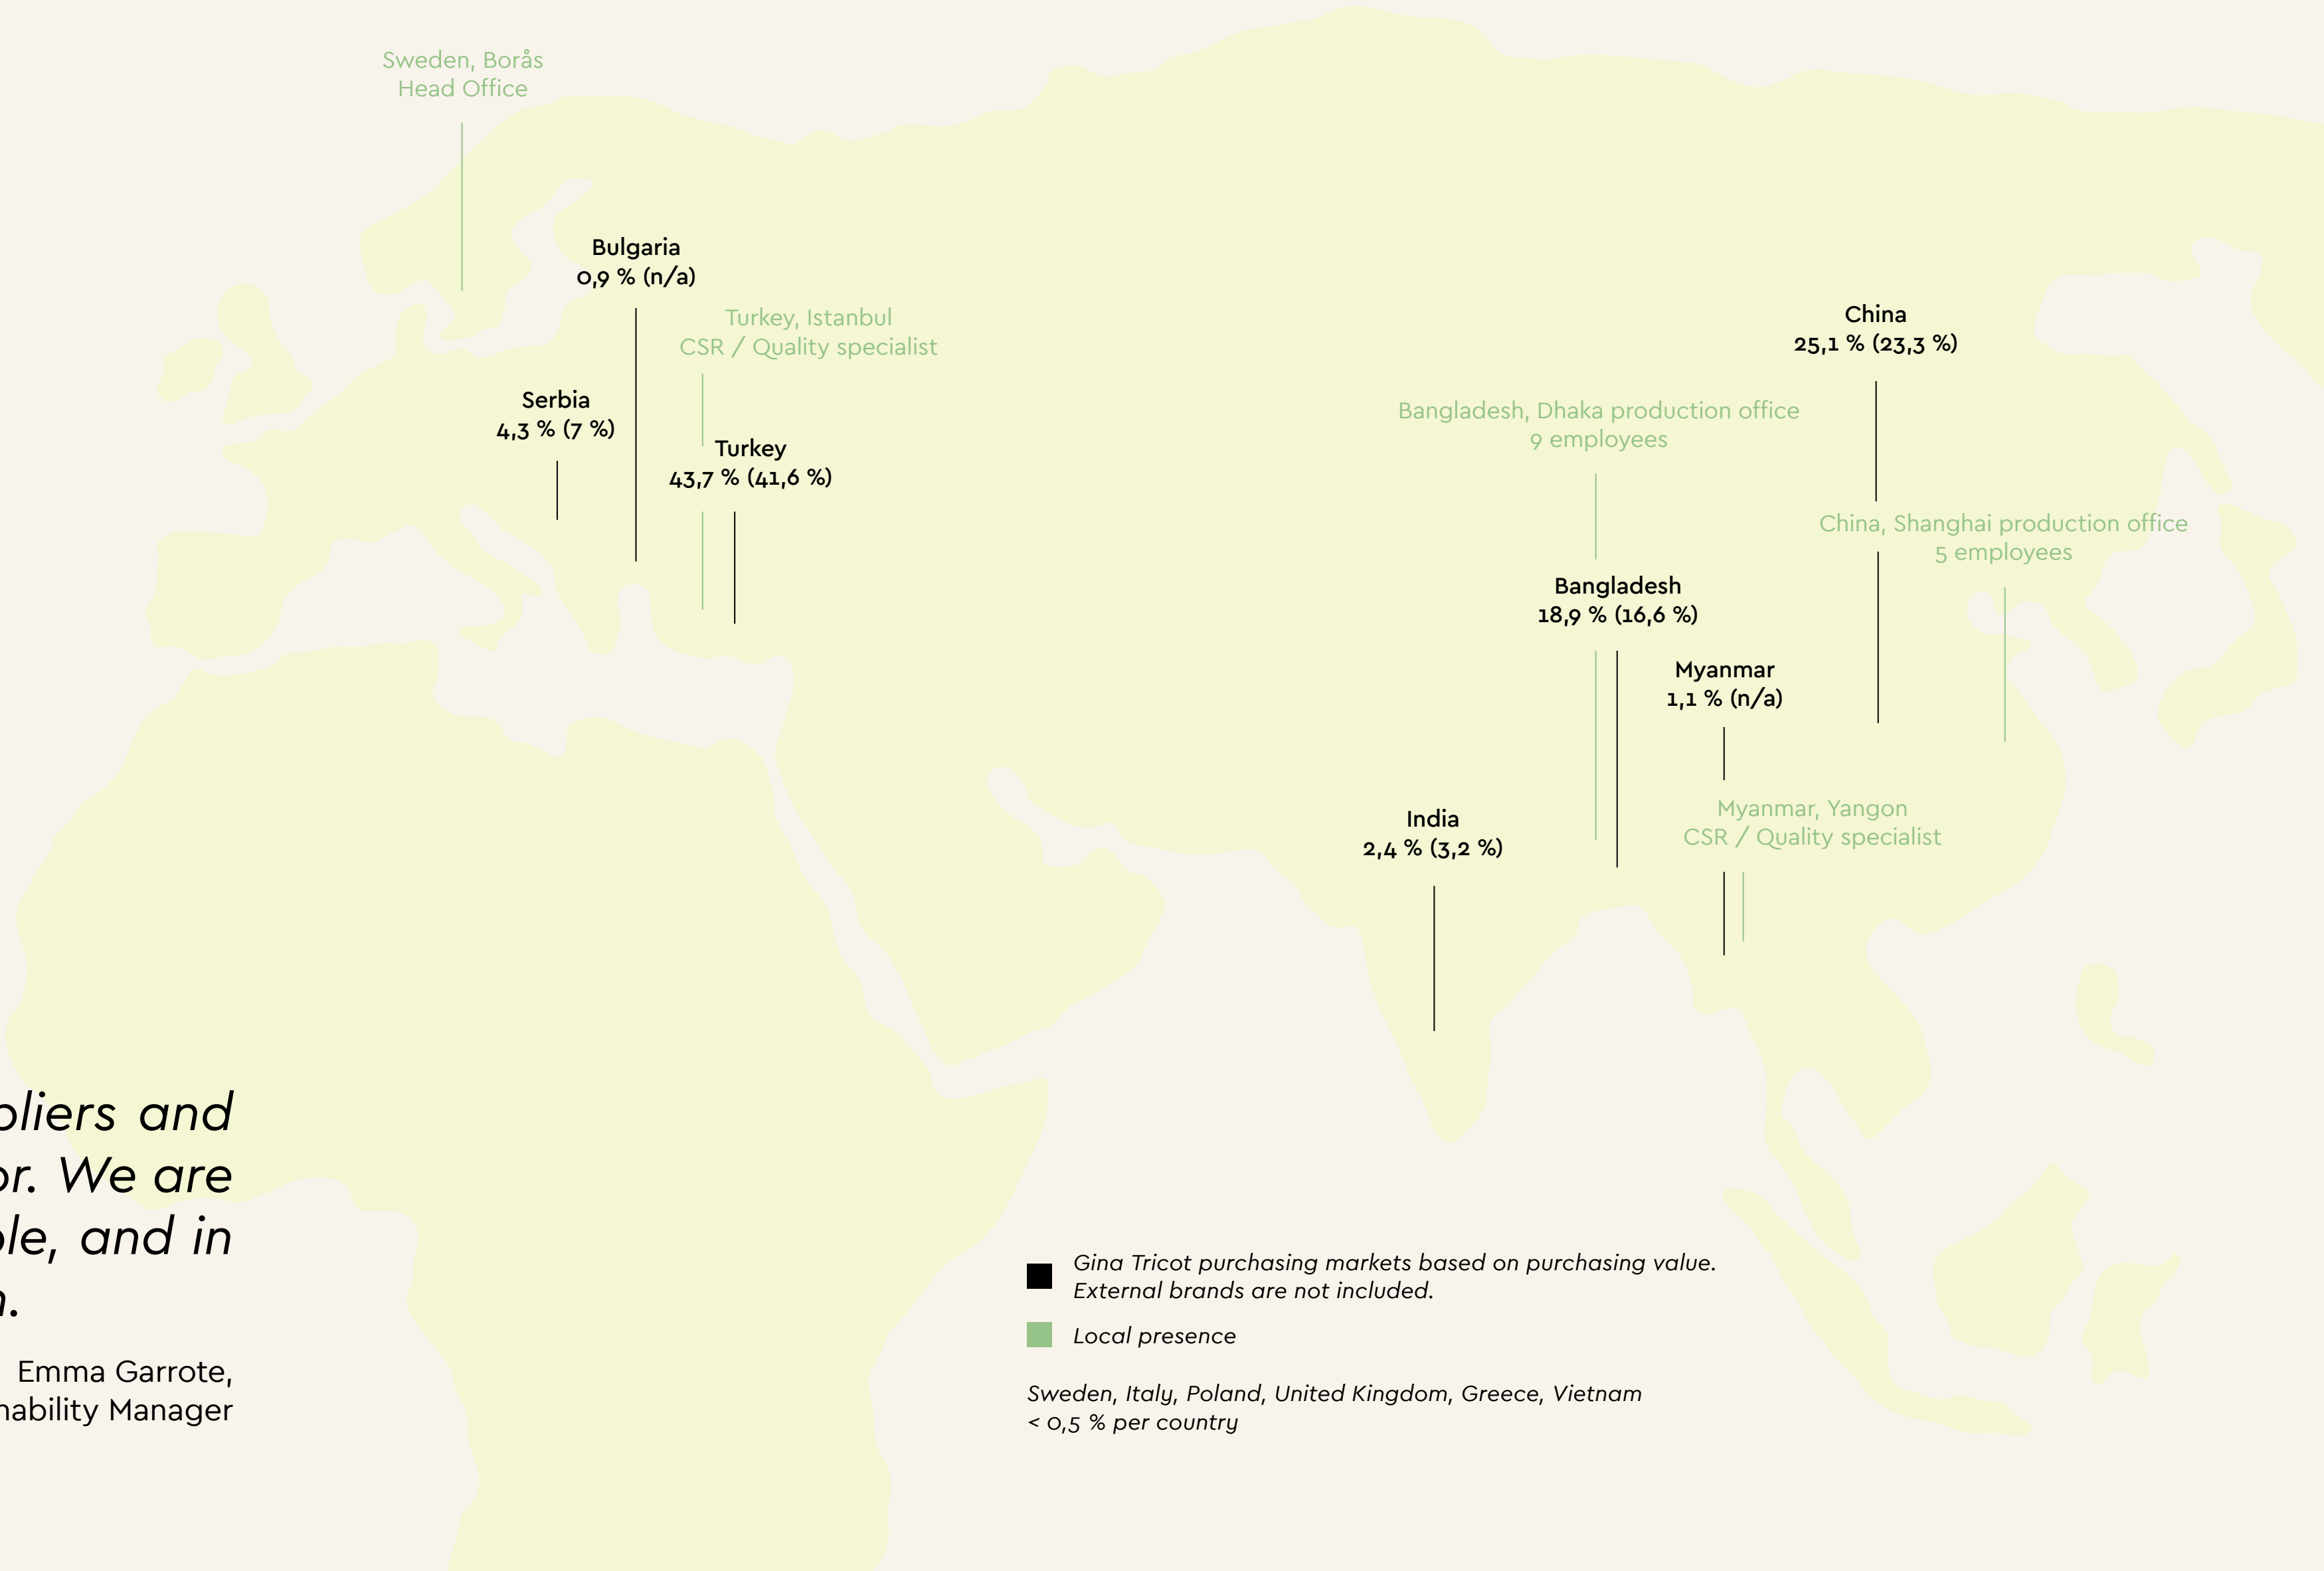 Sweden, Borås
Head Office
Bulgaria
0,9 % (n/a)
Turkey, Istanbul
CSR / Quality specialist
Serbia
4,3 % (7 %)
Turkey
43,7 % (41,6 %)
China
25,1 % (23,3 %)
Bangladesh, Dhaka production office
9 employees
China, Shanghai production office
5 employees
Bangladesh
18,9 % (16,6 %)
Myanmar
1,1 % (n/a)
India
2,4 % (3,2 %)
Myanmar, Yangon
CSR / Quality specialist
and
We are
and in
Emma Garrote,
Manager
Gina Tricot purchasing markets based on purchasing value.
External brands are not included.
Local presence
Sweden, Italy, Poland, United Kingdom, Greece, Vietnam
< 0,5 % per country